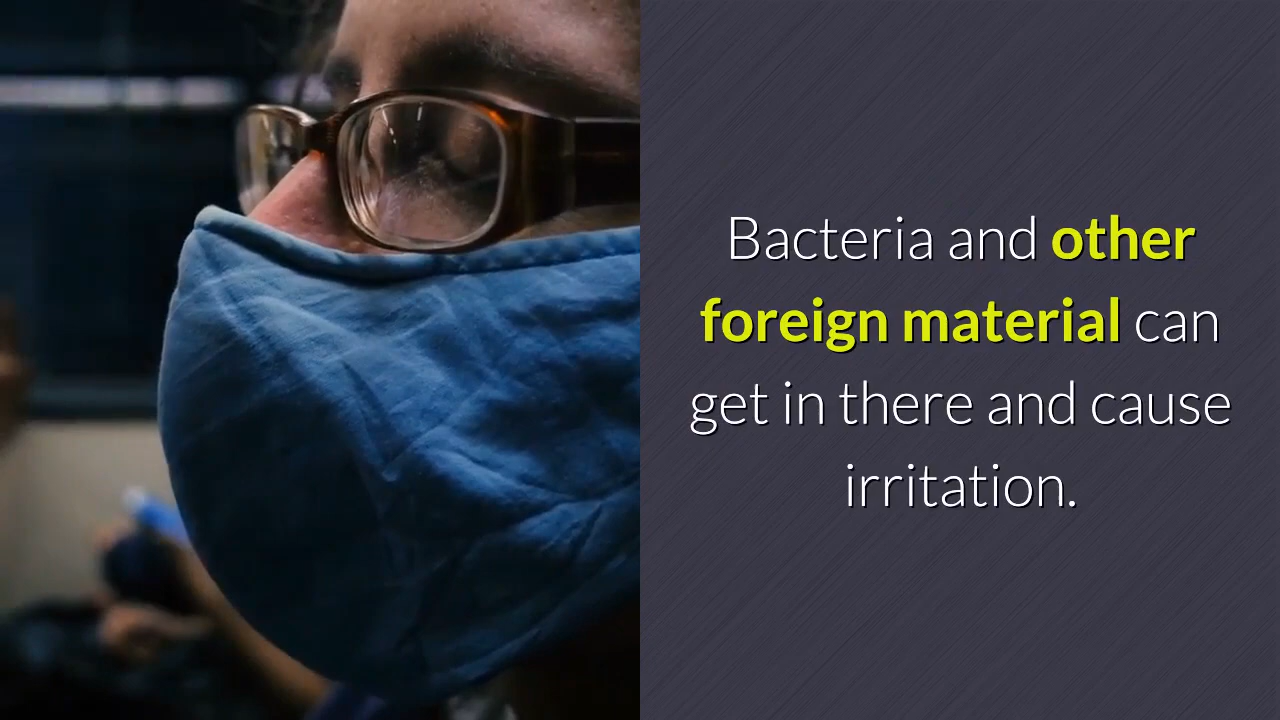 Bacteria and other
foreign material can
get in there and cause
irritation.